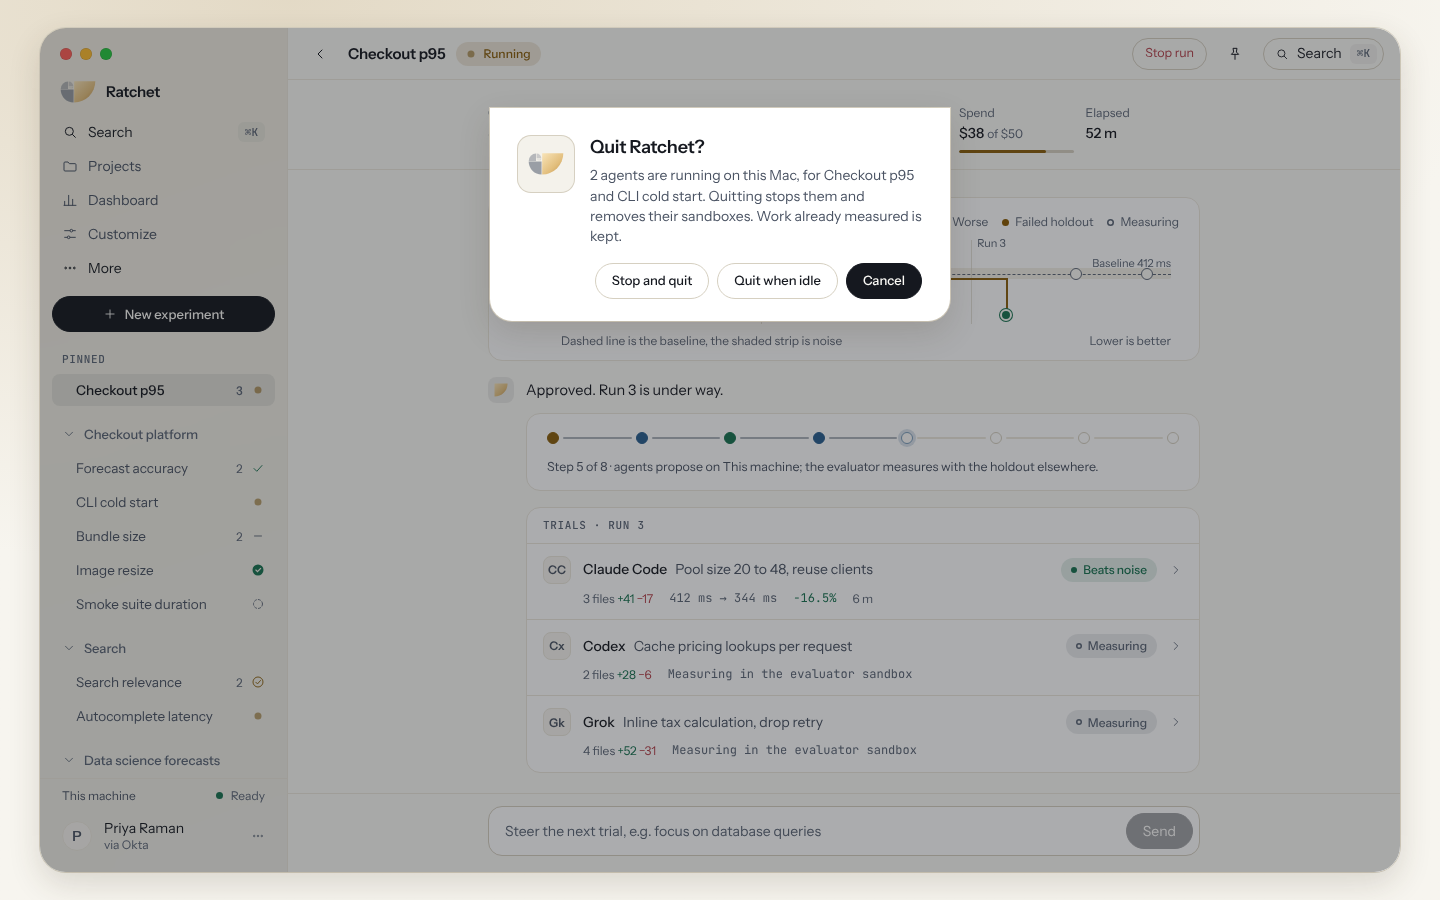 Ratchet
Search ⌘K
Projects
Dashboard
Customize
More
New experiment
PINNED
Checkout p95 3
Checkout platform
Forecast accuracy 2
CLI cold start
Bundle size 2
Image resize
Smoke suite duration
Search
Search relevance 2
Autocomplete latency
Data science forecasts
This machine Ready
P
Priya Raman
via Okta
Checkout p95 Running
Stop run
Search ⌘K
Spend
$38 of $50
Elapsed
52 m
Quit Ratchet?
2 agents are running on this Mac, for Checkout p95
and CLI cold start. Quitting stops them and
removes their sandboxes. Work already measured is
kept.
Stop and quit
Quit when idle
Cancel
Worse Failed holdout Measuring
Run 3
Baseline 412 ms
Dashed line is the baseline, the shaded strip is noise
Lower is better
Approved. Run 3 is under way.
Step 5 of 8 · agents propose on This machine; the evaluator measures with the holdout elsewhere.
TRIALS · RUN 3
CC Claude Code Pool size 20 to 48, reuse clients Beats noise
3 files +41 −17 412 ms → 344 ms -16.5% 6 m
Cx Codex Cache pricing lookups per request Measuring
2 files +28 −6 Measuring in the evaluator sandbox
Gk Grok Inline tax calculation, drop retry Measuring
4 files +52 −31 Measuring in the evaluator sandbox
Steer the next trial, e.g. focus on database queries
Send